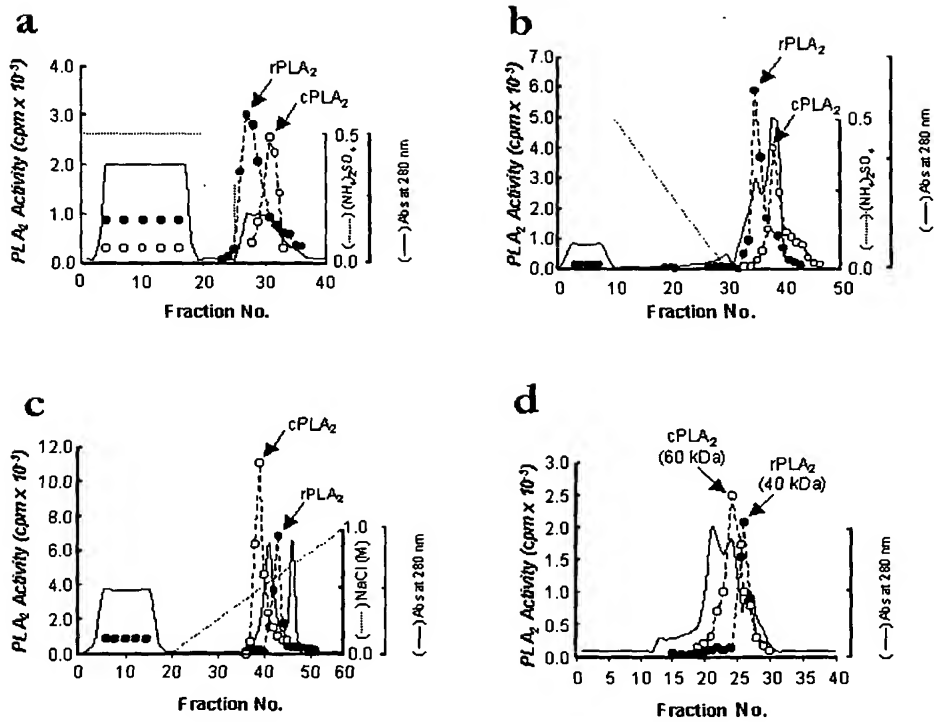 a
rPLA₂
cPLA₂
PLA₂ Activity (cpm x 10⁻³)
4.0
3.0
2.0
1.0
0.0
0 10 20 30 40
Fraction No.
0.5
0.0
(......)(NH₄)₂SO₄
(—) Abs at 280 nm
b
rPLA₂
cPLA₂
PLA₂ Activity (cpm x 10⁻³)
7.0
6.0
5.0
4.0
3.0
2.0
1.0
0.0
0 10 20 30 40 50
Fraction No.
0.5
0.0
(......)(NH₄)₂SO₄
(—) Abs at 280 nm
c
cPLA₂
rPLA₂
PLA₂ Activity (cpm x 10⁻³)
12.0
10.0
8.0
6.0
4.0
2.0
0.0
0 10 20 30 40 50 60
Fraction No.
1.0
0.0
(......) NaCl (M)
(—) Abs at 280 nm
d
cPLA₂
(60 kDa)
rPLA₂
(40 kDa)
PLA₂ Activity (cpm x 10⁻³)
3.0
2.5
2.0
1.5
1.0
0.5
0.0
0 5 10 15 20 25 30 40
Fraction No.
(—) Abs at 280 nm